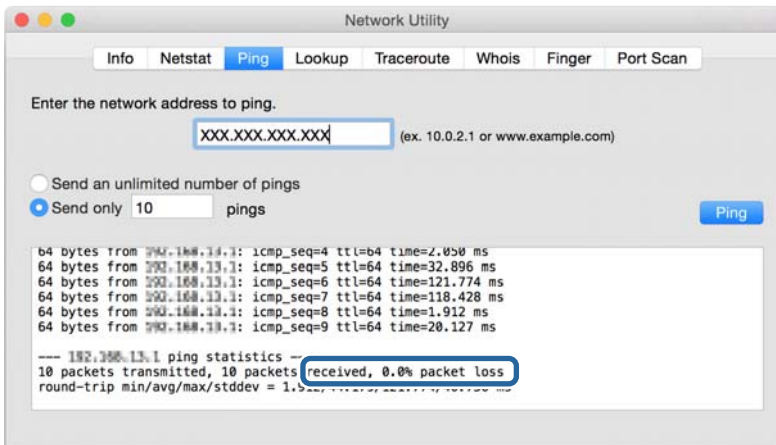 Network Utility
Info Netstat Ping Lookup Traceroute Whois Finger Port Scan
Enter the network address to ping.
XXX.XXX.XXX.XXX (ex. 10.0.2.1 or www.example.com)
Send an unlimited number of pings
Send only 10 pings
Ping
64 bytes from icmp_seq=4 ttl=64 time=2.050 ms
64 bytes from icmp_seq=5 ttl=64 time=32.896 ms
64 bytes from icmp_seq=6 ttl=64 time=121.774 ms
64 bytes from icmp_seq=7 ttl=64 time=118.428 ms
64 bytes from icmp_seq=8 ttl=64 time=1.912 ms
64 bytes from icmp_seq=9 ttl=64 time=20.127 ms
--- ping statistics
10 packets transmitted, 10 packets received, 0.0% packet loss
round-trip min/avg/max/stddev =